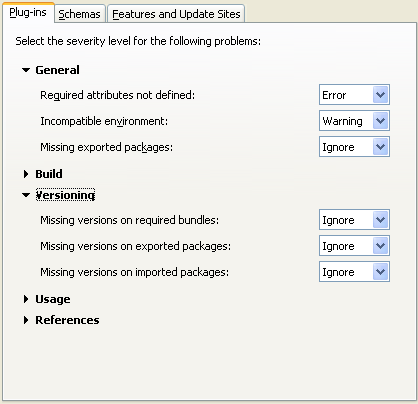 Plug-ins Schemas Features and Update Sites
Select the severity level for the following problems:
General
Required attributes not defined: Error
Incompatible environment: Warning
Missing exported packages: Ignore
Build
Versioning
Missing versions on required bundles: Ignore
Missing versions on exported packages: Ignore
Missing versions on imported packages: Ignore
Usage
References